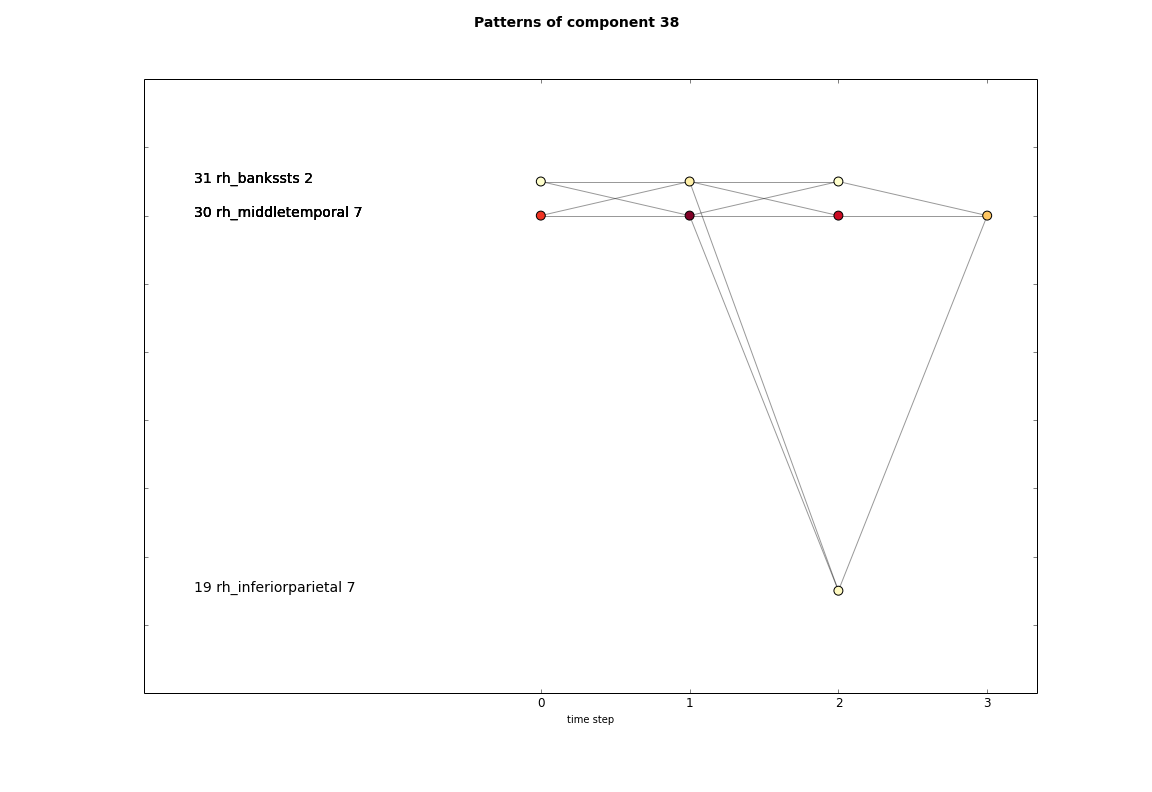 Patterns of component 38
31 rh_bankssts 2
30 rh_middletemporal 7
19 rh_inferiorparietal 7
0 1 2 3
time step